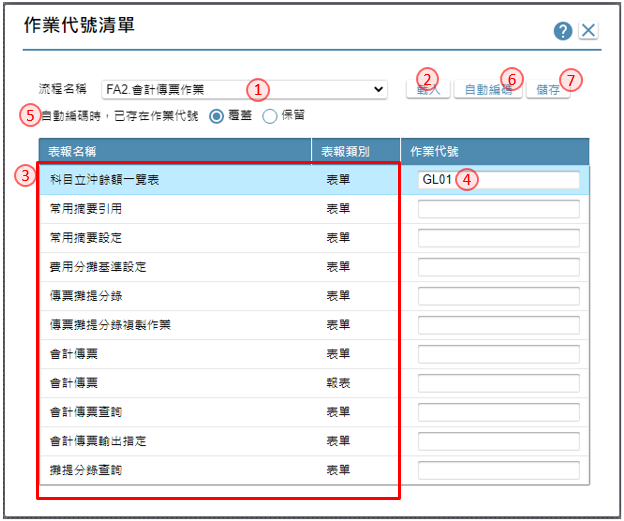 作業代號清單
?
流程名稱 FA2.會計傳票作業 1 載入 2 自動編碼 6 儲存 7
5 自動編碼時，已存在作業代號 覆蓋 保留
表報名稱 表報類別 作業代號
3 科目立沖餘額一覽表 表單 GL01 4
常用摘要引用 表單
常用摘要設定 表單
費用分攤基準設定 表單
傳票攤提分錄 表單
傳票攤提分錄複製作業 表單
會計傳票 表單
會計傳票 報表
會計傳票查詢 表單
會計傳票輸出指定 表單
攤提分錄查詢 表單